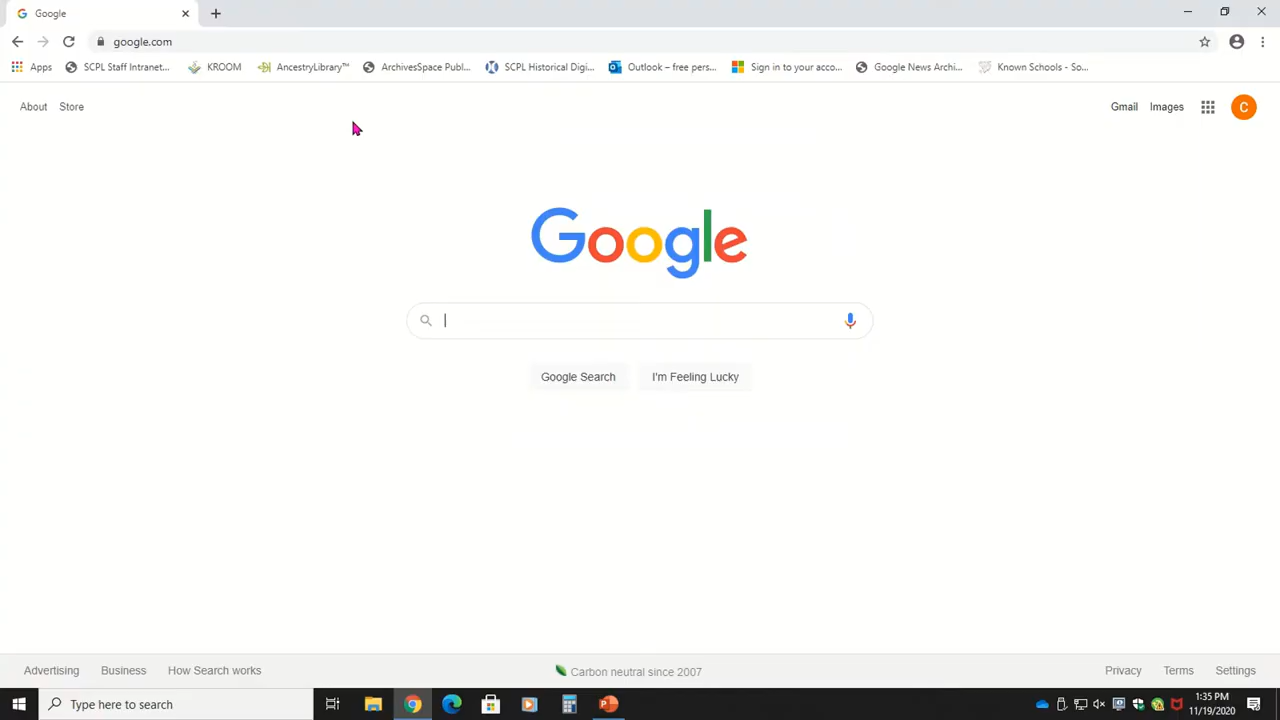 Google
google.com
Apps SCPL Staff Intranet... KROOM AncestryLibrary™ ArchivesSpace Publ... SCPL Historical Digi... Outlook – free pers... Sign in to your acco... Google News Archi... Known Schools - So...
About Store Gmail Images C
Google
Google Search I'm Feeling Lucky
Advertising Business How Search works Carbon neutral since 2007 Privacy Terms Settings
Type here to search 1:35 PM
11/19/2020